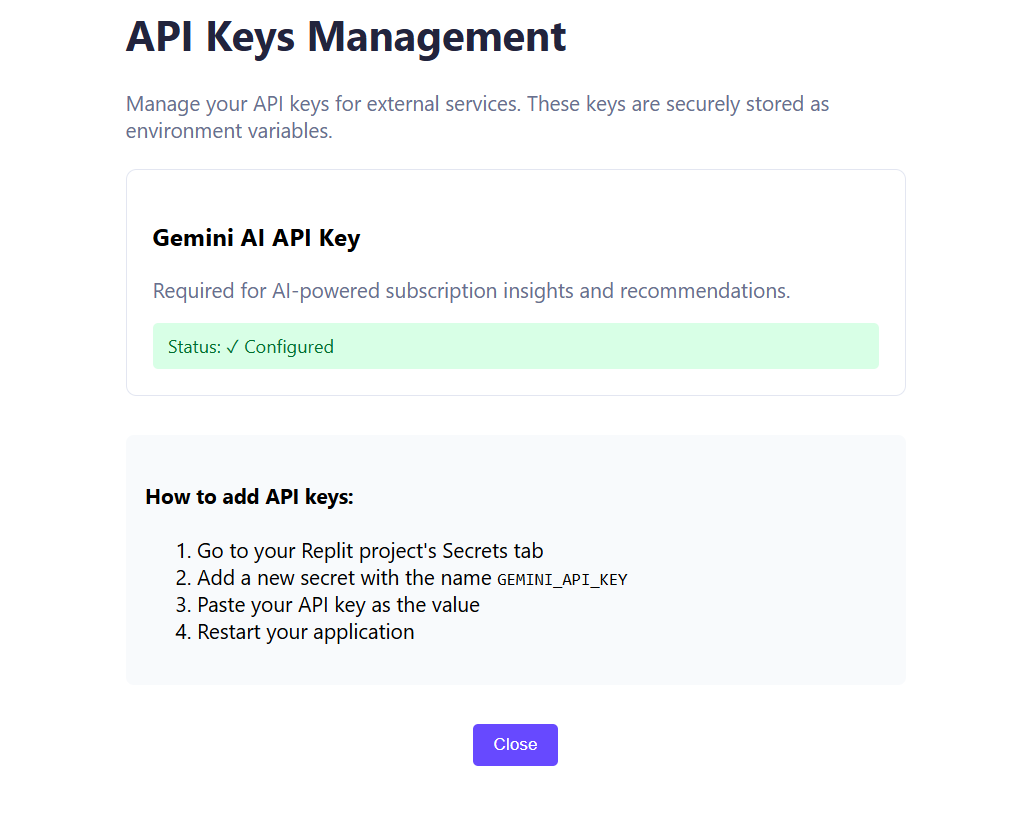 API Keys Management
Manage your API keys for external services. These keys are securely stored as
environment variables.
Gemini AI API Key
Required for AI-powered subscription insights and recommendations.
Status: ✓ Configured
How to add API keys:
1. Go to your Replit project's Secrets tab
2. Add a new secret with the name GEMINI_API_KEY
3. Paste your API key as the value
4. Restart your application
Close